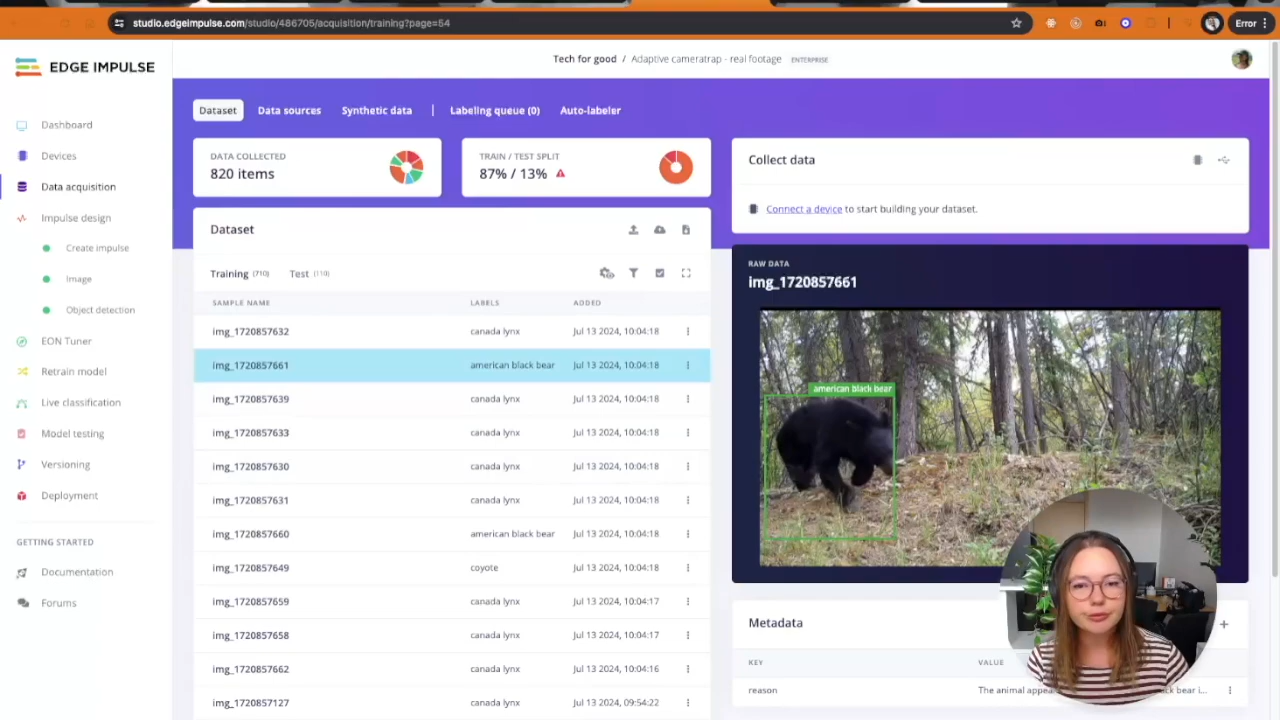 studio.edgeimpulse.com/studio/486705/acquisition/training?page=54
Error
EDGE IMPULSE
Tech for good / Adaptive cameratrap - real footage ENTERPRISE
Dashboard
Devices
Data acquisition
Impulse design
Create impulse
Image
Object detection
EON Tuner
Retrain model
Live classification
Model testing
Versioning
Deployment
GETTING STARTED
Documentation
Forums
Dataset Data sources Synthetic data | Labeling queue (0) Auto-labeler
DATA COLLECTED
820 items
TRAIN / TEST SPLIT
87% / 13%
Dataset
Training (710) Test (110)
SAMPLE NAME LABELS ADDED
img_1720857632 canada lynx Jul 13 2024, 10:04:18
img_1720857661 american black bear Jul 13 2024, 10:04:18
img_1720857639 canada lynx Jul 13 2024, 10:04:18
img_1720857633 canada lynx Jul 13 2024, 10:04:18
img_1720857630 canada lynx Jul 13 2024, 10:04:18
img_1720857631 canada lynx Jul 13 2024, 10:04:18
img_1720857660 american black bear Jul 13 2024, 10:04:18
img_1720857649 coyote Jul 13 2024, 10:04:18
img_1720857659 canada lynx Jul 13 2024, 10:04:17
img_1720857658 canada lynx Jul 13 2024, 10:04:17
img_1720857662 canada lynx Jul 13 2024, 10:04:16
img_1720857127 canada lynx Jul 13 2024, 09:54:22
Collect data
Connect a device to start building your dataset.
RAW DATA
img_1720857661
american black bear
Metadata
KEY VALUE
reason The animal appea ck bear i...